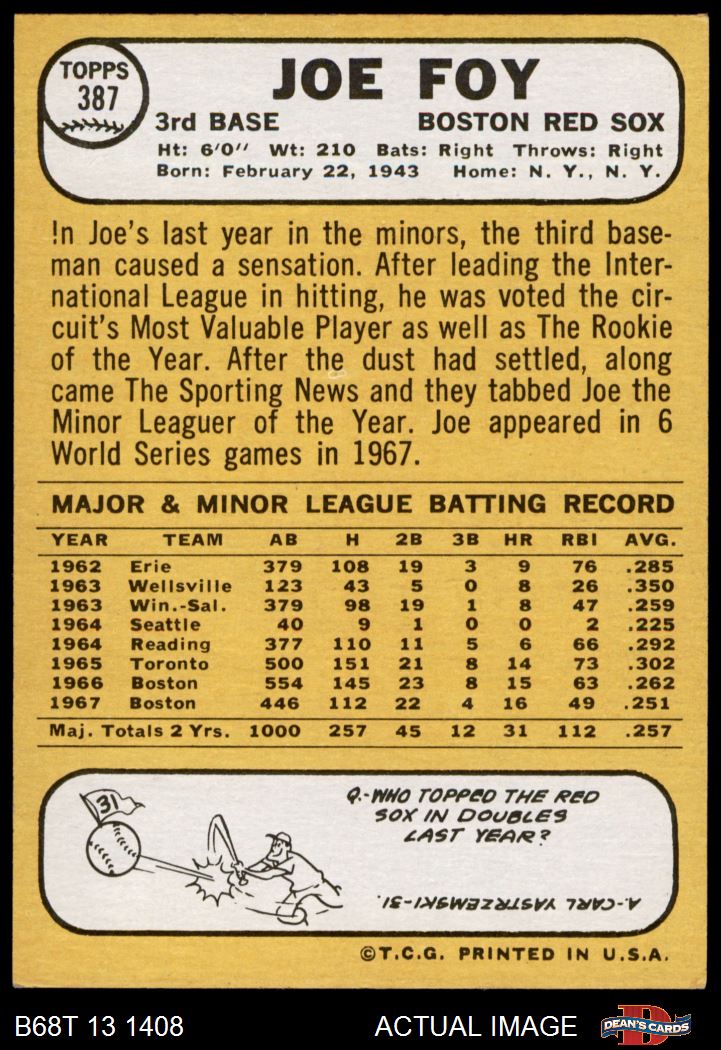 TOPPS
387
JOE FOY
3rd BASE BOSTON RED SOX
Ht: 6'0'' Wt: 210 Bats: Right Throws: Right
Born: February 22, 1943 Home: N. Y., N. Y.
In Joe's last year in the minors, the third base-
man caused a sensation. After leading the Inter-
national League in hitting, he was voted the cir-
cuit's Most Valuable Player as well as The Rookie
of the Year. After the dust had settled, along
came The Sporting News and they tabbed Joe the
Minor Leaguer of the Year. Joe appeared in 6
World Series games in 1967.
MAJOR & MINOR LEAGUE BATTING RECORD
YEAR TEAM AB H 2B 3B HR RBI AVG.
1962 Erie 379 108 19 3 9 76 .285
1963 Wellsville 123 43 5 0 8 26 .350
1963 Win.-Sal. 379 98 19 1 8 47 .259
1964 Seattle 40 9 1 0 0 2 .225
1964 Reading 377 110 11 5 6 66 .292
1965 Toronto 500 151 21 8 14 73 .302
1966 Boston 554 145 23 8 15 63 .262
1967 Boston 446 112 22 4 16 49 .251
Maj. Totals 2 Yrs. 1000 257 45 12 31 112 .257
31
Q.-WHO TOPPED THE RED
SOX IN DOUBLES
LAST YEAR?
A-CARL YASTRZEMSKI-31.
©T.C.G. PRINTED IN U.S.A.
B68T 13 1408 ACTUAL IMAGE DEAN'S CARDS